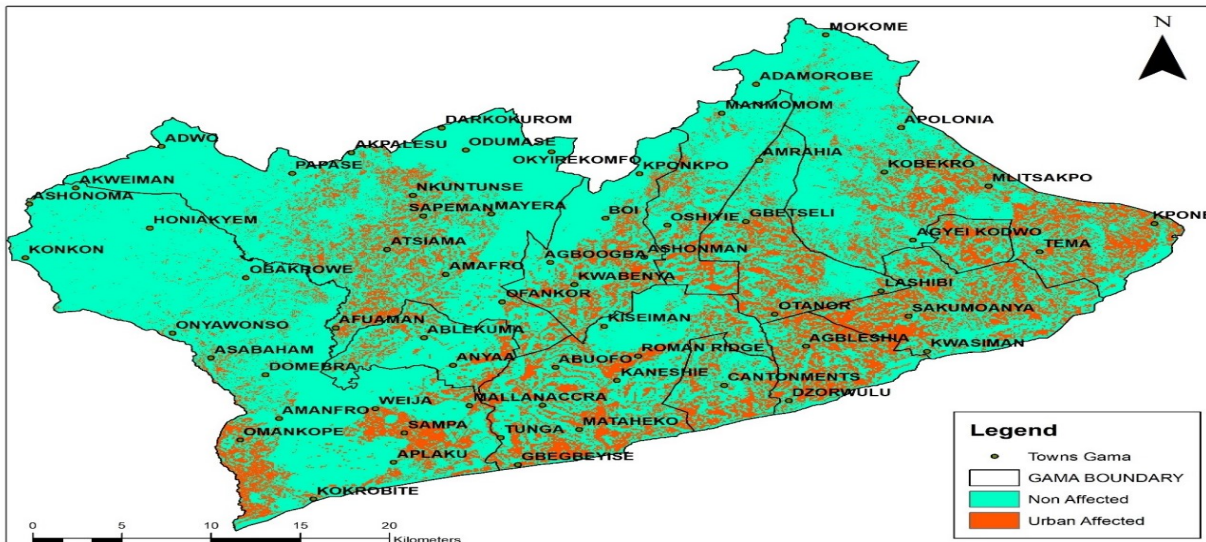 MOKOME
N
ADAMOROBE
MANMOMOM
DARKOKUROM
APOLONIA
ADWO
AKPALESU
ODUMASE
OKYIREKOMFO
KPONKPO
AMRAHIA
KOBEKRO
PAPASE
MLITSAKPO
AKWEIMAN
NKUNTUNSE
ASHONOMA
SAPEMAN
MAYERA
BOI
OSHIYIE
GBETSELI
KPONE
HONIAKYEM
AGYEI KODWO
TEMA
KONKON
ATSIAMA
ASHONMAN
AGBOOGBA
OBAKROWE
AMAFRO
KWABENYA
LASHIBI
OFANKOR
OTANOR
SAKUMOANYA
ONYAWONSO
AFUAMAN
ABLEKUMA
KISEIMAN
ASABAHAM
ANYAA
ABUOFO
ROMAN RIDGE
AGBLESHIA
KWASIMAN
DOMEBRA
KANESHIE
CANTONMENTS
AMANFRO
WEIJA
MALLANACCRA
DZORWULU
OMANKOPE
SAMPA
TUNGA
MATAHEKO
APLAKU
GBEGBEYISE
KOKROBITE
Legend
Towns Gama
GAMA BOUNDARY
Non Affected
Urban Affected
0 5 10 15 20
Kilometers